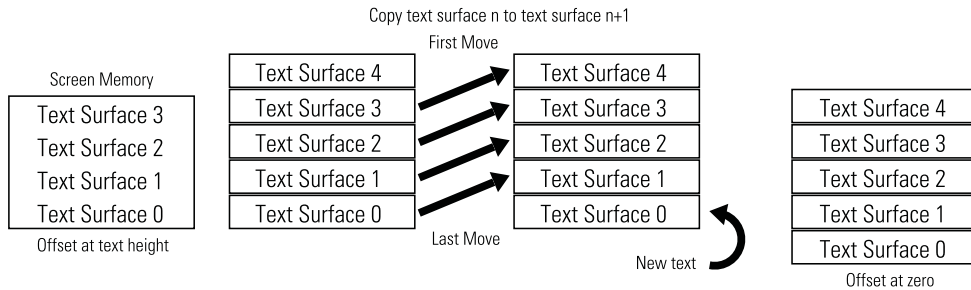 Copy text surface n to text surface n+1
First Move
Screen Memory
Text Surface 3
Text Surface 2
Text Surface 1
Text Surface 0
Offset at text height
Text Surface 4
Text Surface 3
Text Surface 2
Text Surface 1
Text Surface 0
Last Move
Text Surface 4
Text Surface 3
Text Surface 2
Text Surface 1
Text Surface 0
New text
Text Surface 4
Text Surface 3
Text Surface 2
Text Surface 1
Text Surface 0
Offset at zero